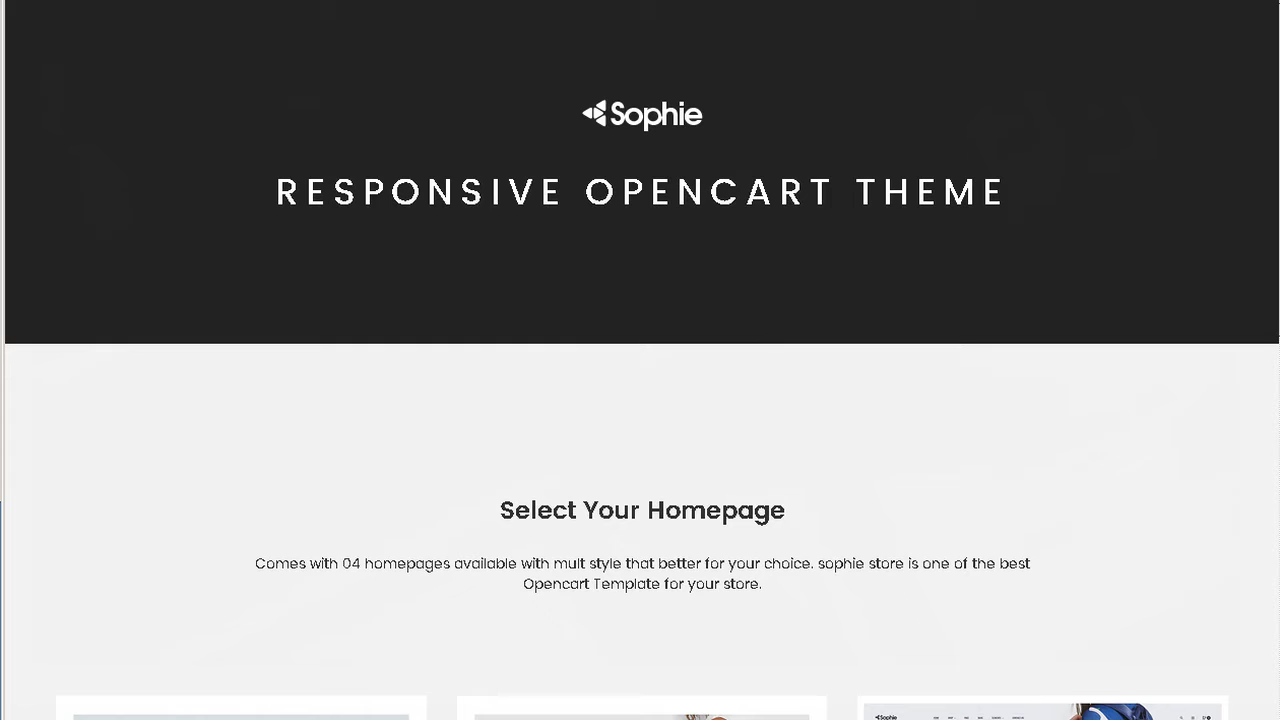 Sophie
RESPONSIVE OPENCART THEME
Select Your Homepage
Comes with 04 homepages available with mult style that better for your choice. sophie store is one of the best
Opencart Template for your store.
Sophie